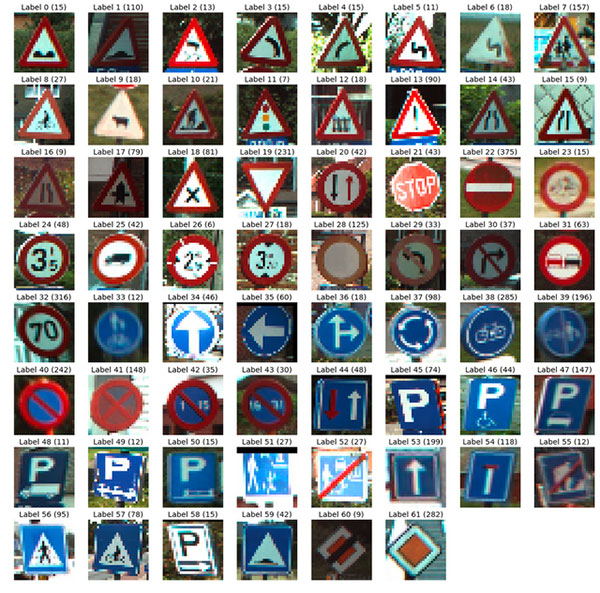 Label 0 (15) Label 1 (110) Label 2 (13) Label 3 (15) Label 4 (15) Label 5 (11) Label 6 (18) Label 7 (157)
Label 8 (27) Label 9 (18) Label 10 (21) Label 11 (7) Label 12 (18) Label 13 (90) Label 14 (43) Label 15 (9)
Label 16 (9) Label 17 (79) Label 18 (81) Label 19 (231) Label 20 (42) Label 21 (43) Label 22 (375) Label 23 (15)
STOP
Label 24 (48) Label 25 (42) Label 26 (6) Label 27 (18) Label 28 (125) Label 29 (33) Label 30 (37) Label 31 (63)
Label 32 (316) Label 33 (12) Label 34 (46) Label 35 (60) Label 36 (18) Label 37 (98) Label 38 (285) Label 39 (196)
70
Label 40 (242) Label 41 (148) Label 42 (35) Label 43 (30) Label 44 (48) Label 45 (74) Label 46 (44) Label 47 (147)
P P P
Label 48 (11) Label 49 (12) Label 50 (15) Label 51 (27) Label 52 (27) Label 53 (199) Label 54 (118) Label 55 (12)
P P P
Label 56 (95) Label 57 (78) Label 58 (15) Label 59 (42) Label 60 (9) Label 61 (282)
P